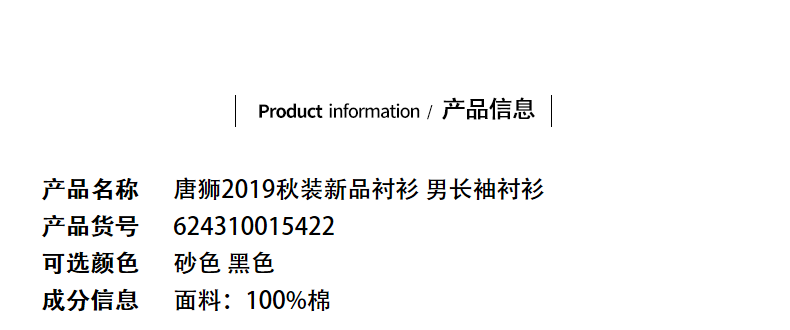 Product information / 产品信息
产品名称 唐狮2019秋装新品衬衫 男长袖衬衫
产品货号 624310015422
可选颜色 砂色 黑色
成分信息 面料：100%棉